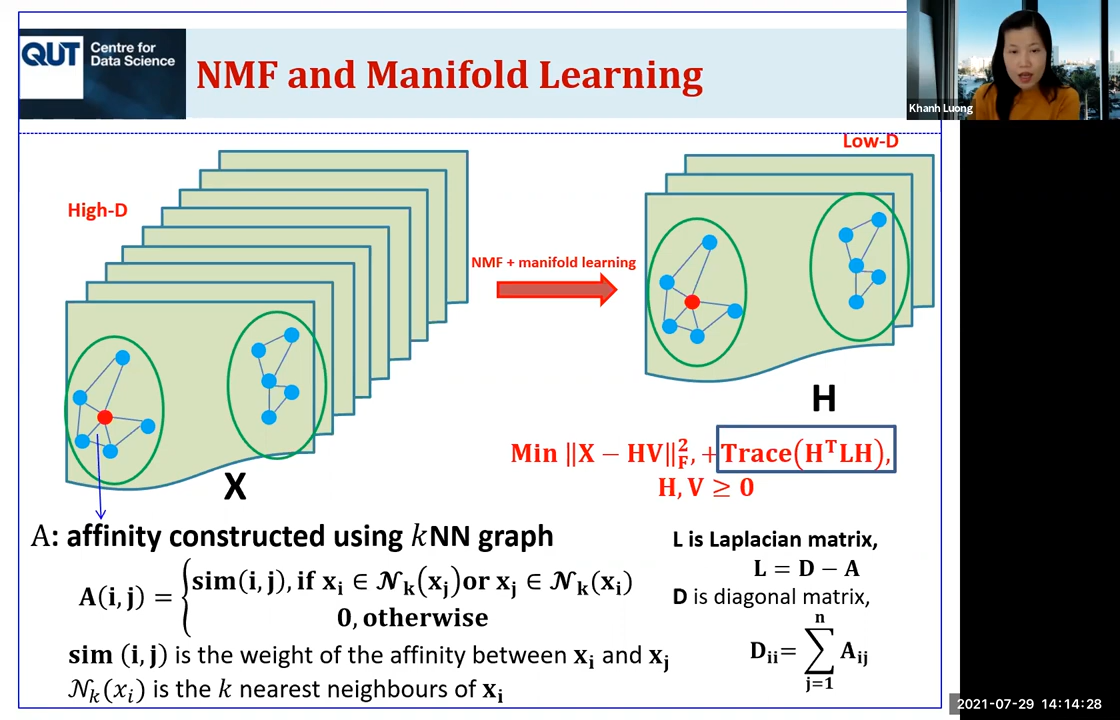 QUT
Centre for
Data Science
NMF and Manifold Learning
Khanh Luong
High-D
Low-D
NMF + manifold learning
X
H
Min ‖X − HV‖²_F, + Trace(HᵀLH),
H, V ≥ 0
A: affinity constructed using kNN graph
A(i, j) = { sim(i, j), if xᵢ ∈ 𝒩ₖ(xⱼ) or xⱼ ∈ 𝒩ₖ(xᵢ)
0, otherwise
sim (i, j) is the weight of the affinity between xᵢ and xⱼ
𝒩ₖ(xᵢ) is the k nearest neighbours of xᵢ
L is Laplacian matrix,
L = D − A
D is diagonal matrix,
Dᵢᵢ= ∑ⁿⱼ₌₁ Aᵢⱼ
2021-07-29 14:14:28